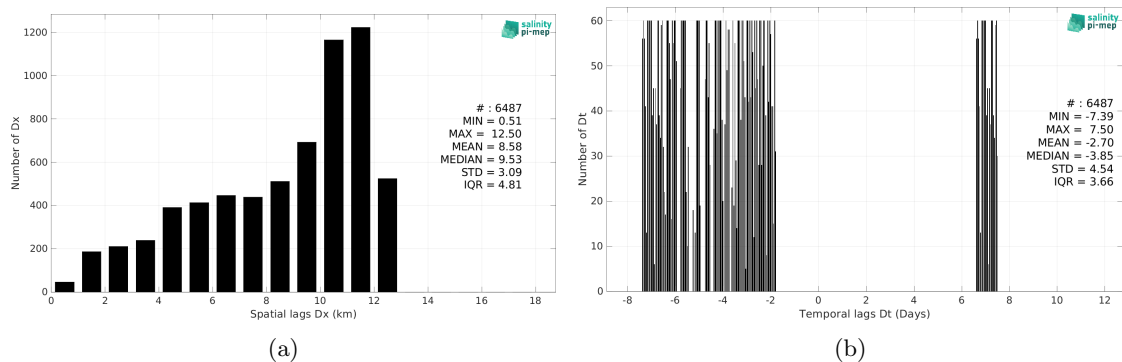 salinity
pi-mep
1200
1000
800
600
400
200
0
Number of Dx
# : 6487
MIN = 0.51
MAX = 12.50
MEAN = 8.58
MEDIAN = 9.53
STD = 3.09
IQR = 4.81
0 2 4 6 8 10 12 14 16 18
Spatial lags Dx (km)
(a)
salinity
pi-mep
60
50
40
30
20
10
0
Number of Dt
# : 6487
MIN = -7.39
MAX = 7.50
MEAN = -2.70
MEDIAN = -3.85
STD = 4.54
IQR = 3.66
-8 -6 -4 -2 0 2 4 6 8 10 12
Temporal lags Dt (Days)
(b)